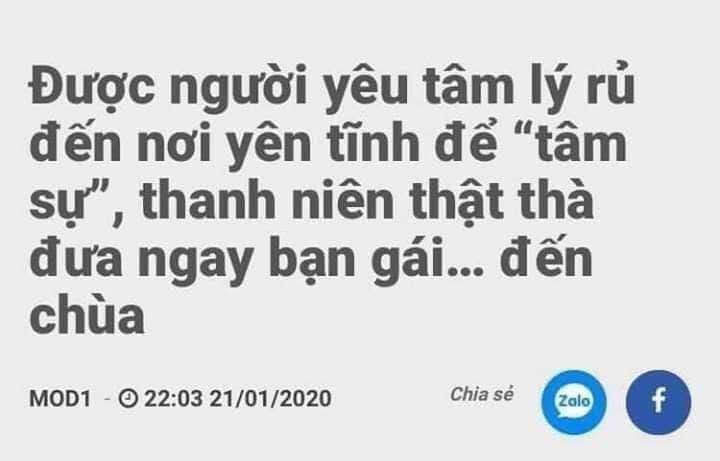 Được người yêu tâm lý rủ
đến nơi yên tĩnh để “tâm
sự”, thanh niên thật thà
đưa ngay bạn gái... đến
chùa
MOD1 - 22:03 21/01/2020 Chia sẻ Zalo f